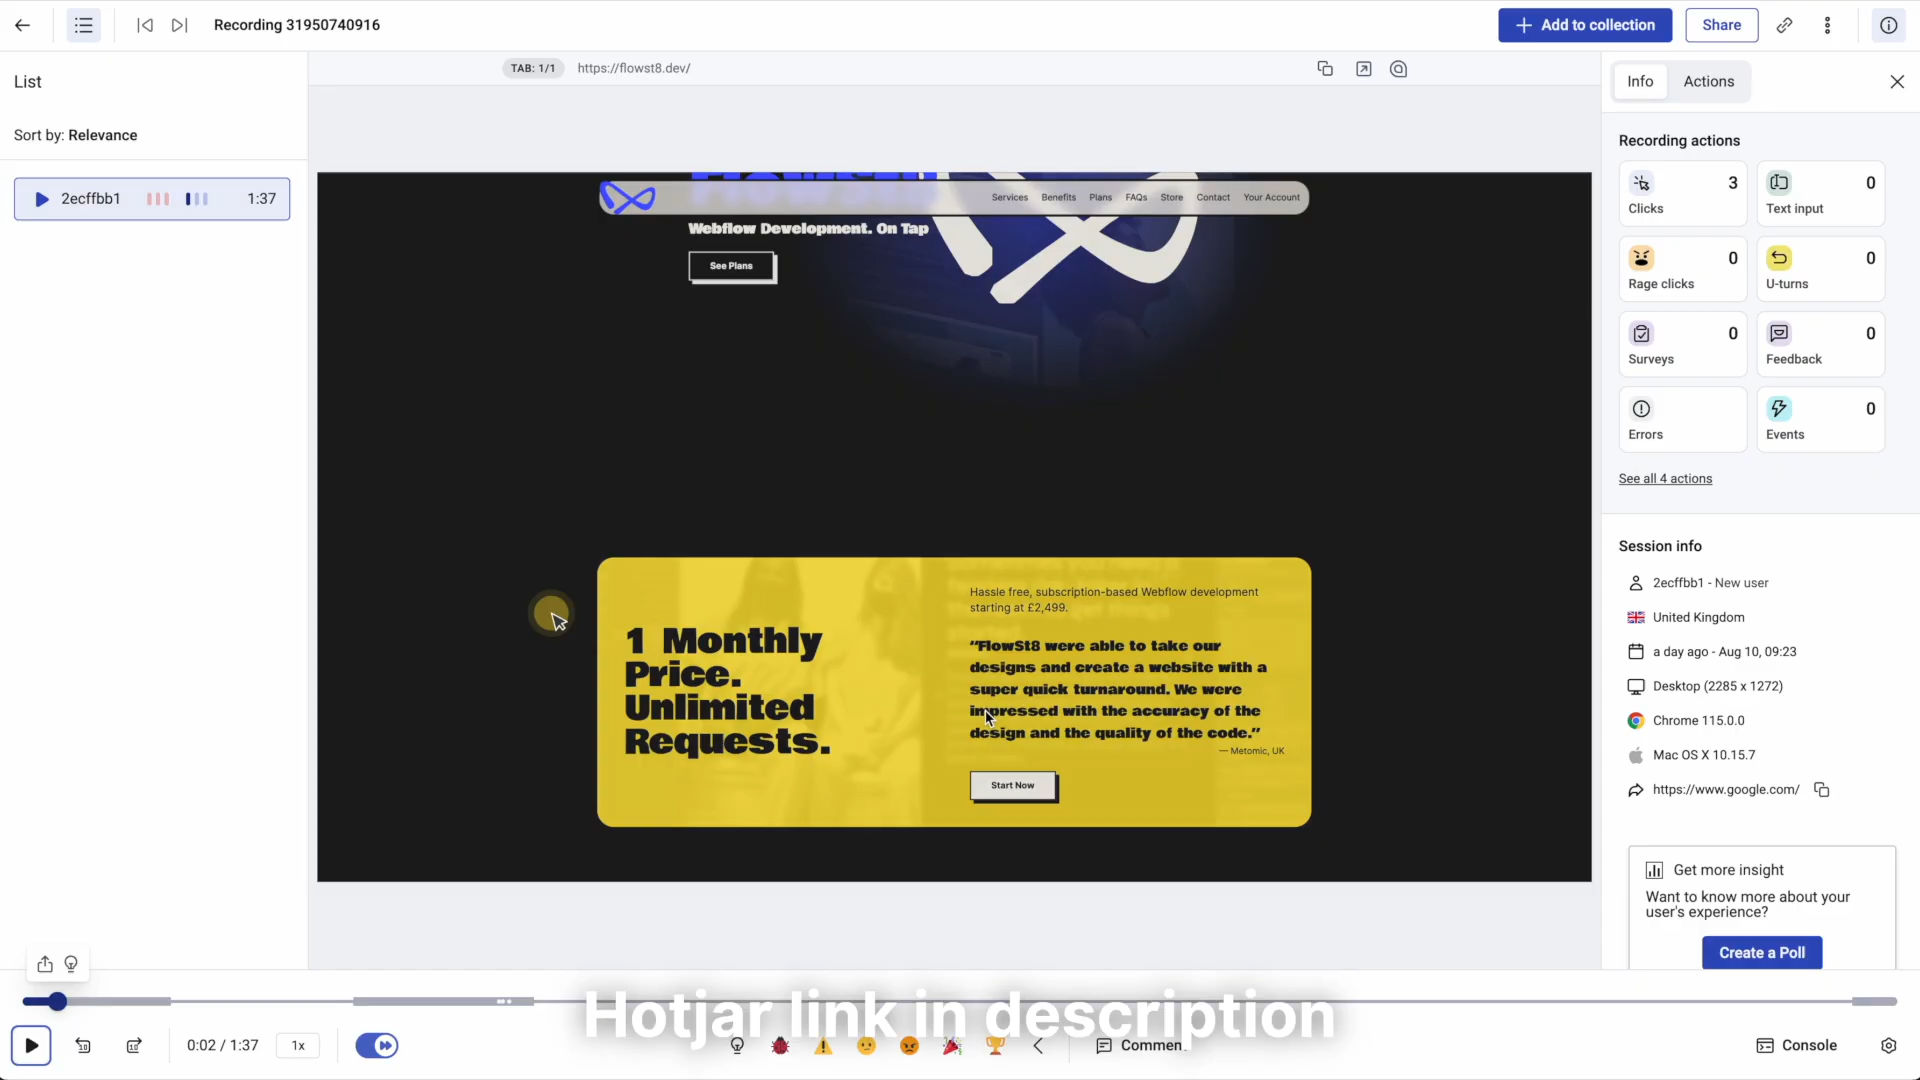 Recording 31950740916
Add to collection
Share
List
TAB: 1/1
https://flowst8.dev/
Info
Actions
Sort by: Relevance
2ecffbb1
1:37
Services
Benefits
Plans
FAQs
Store
Contact
Your Account
Webflow Development. On Tap
See Plans
1 Monthly
Price.
Unlimited
Requests.
Hassle free, subscription-based Webflow development
starting at £2,499.
“FlowSt8 were able to take our
designs and create a website with a
super quick turnaround. We were
impressed with the accuracy of the
design and the quality of the code.”
— Metomic, UK
Start Now
Recording actions
3
Clicks
0
Text input
0
Rage clicks
0
U-turns
0
Surveys
0
Feedback
Errors
0
Events
See all 4 actions
Session info
2ecffbb1 - New user
United Kingdom
a day ago - Aug 10, 09:23
Desktop (2285 x 1272)
Chrome 115.0.0
Mac OS X 10.15.7
https://www.google.com/
Get more insight
Want to know more about your
user's experience?
Create a Poll
Hotjar link in description
0:02 / 1:37
1x
Commen
Console